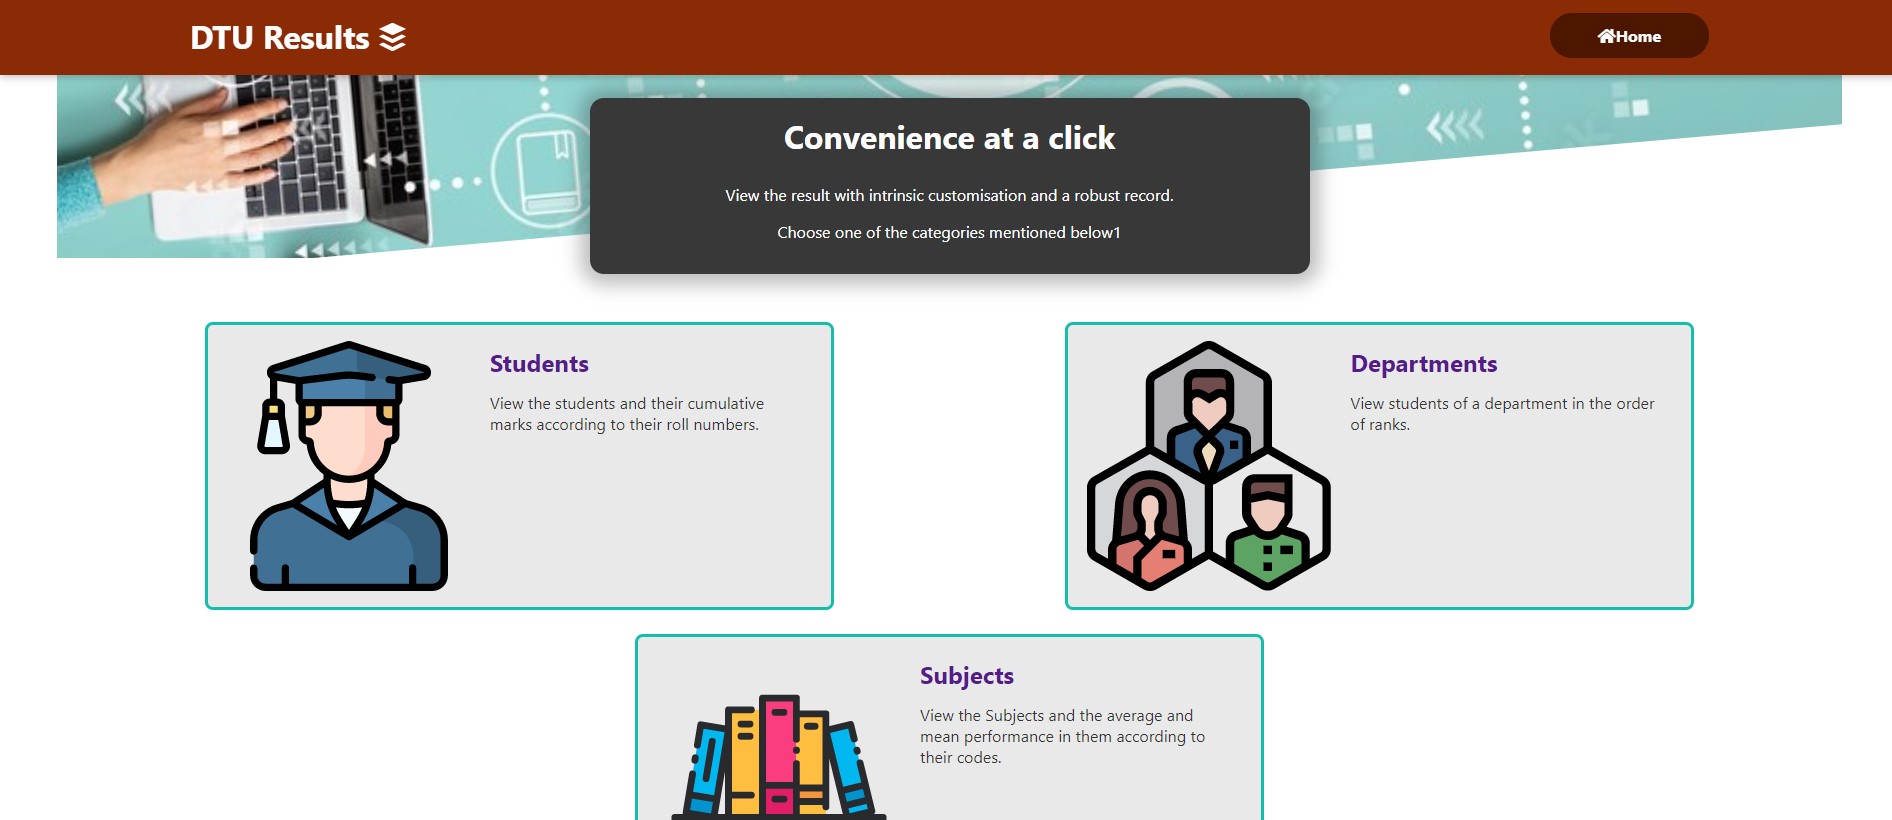 DTU Results
Home
Convenience at a click
View the result with intrinsic customisation and a robust record.
Choose one of the categories mentioned below1
Students
View the students and their cumulative
marks according to their roll numbers.
Departments
View students of a department in the order
of ranks.
Subjects
View the Subjects and the average and
mean performance in them according to
their codes.